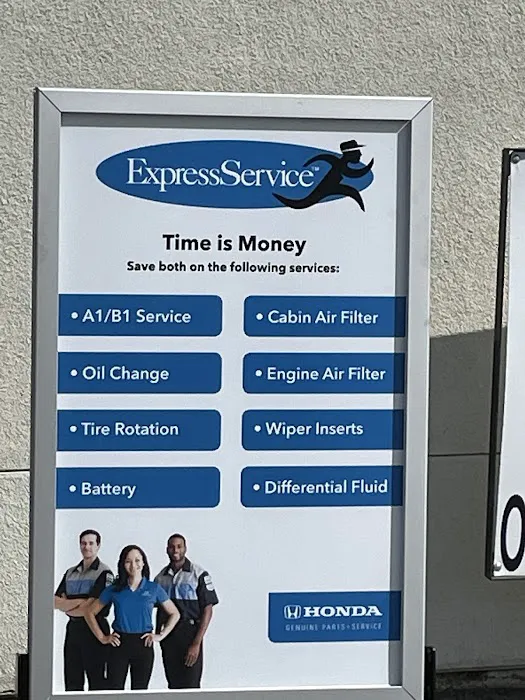 ExpressService™
Time is Money
Save both on the following services:
• A1/B1 Service
• Cabin Air Filter
• Oil Change
• Engine Air Filter
• Tire Rotation
• Wiper Inserts
• Battery
• Differential Fluid
HONDA
GENUINE PARTS • SERVICE
O